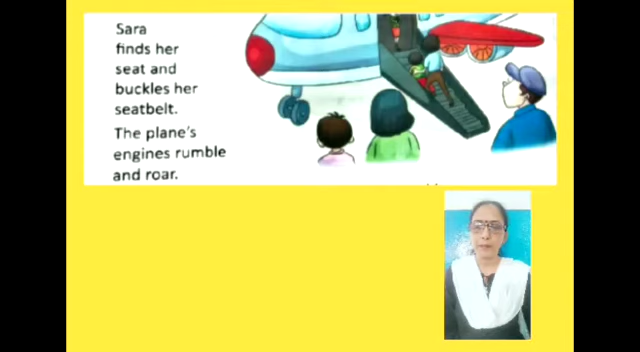 Sara
finds her
seat and
buckles her
seatbelt.
The plane's
engines rumble
and roar.